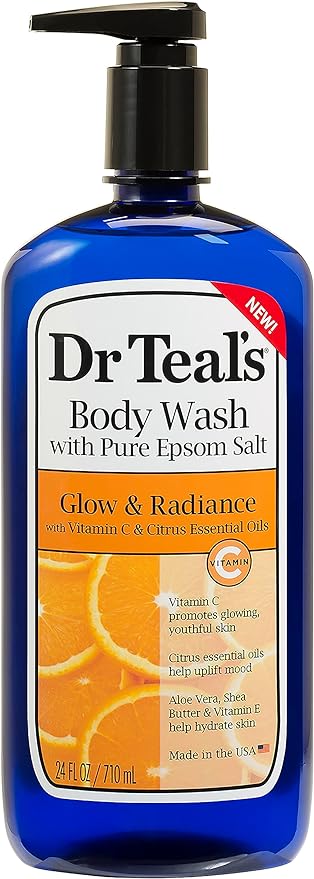 NEW!
Dr Teal's®
Body Wash
with Pure Epsom Salt
Glow & Radiance
with Vitamin C & Citrus Essential Oils
C
VITAMIN
Vitamin C
promotes glowing,
youthful skin
Citrus essential oils
help uplift mood
Aloe Vera, Shea
Butter & Vitamin E
help hydrate skin
Made in the USA
24 FL OZ / 710 mL